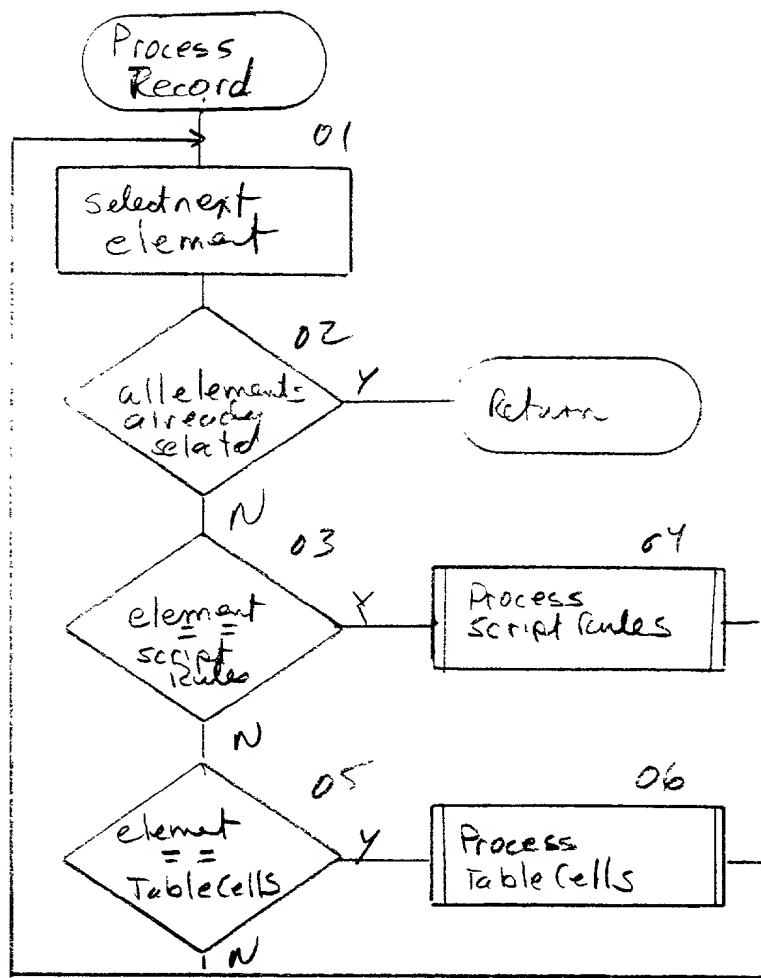 Process
Record
01
select next
element
02
all elements
already
selatd
Y
Return
N
03
element
= =
script
Rules
Y
04
Process
Script Rules
N
05
element
= =
TableCells
Y
06
Process
Table Cells
N